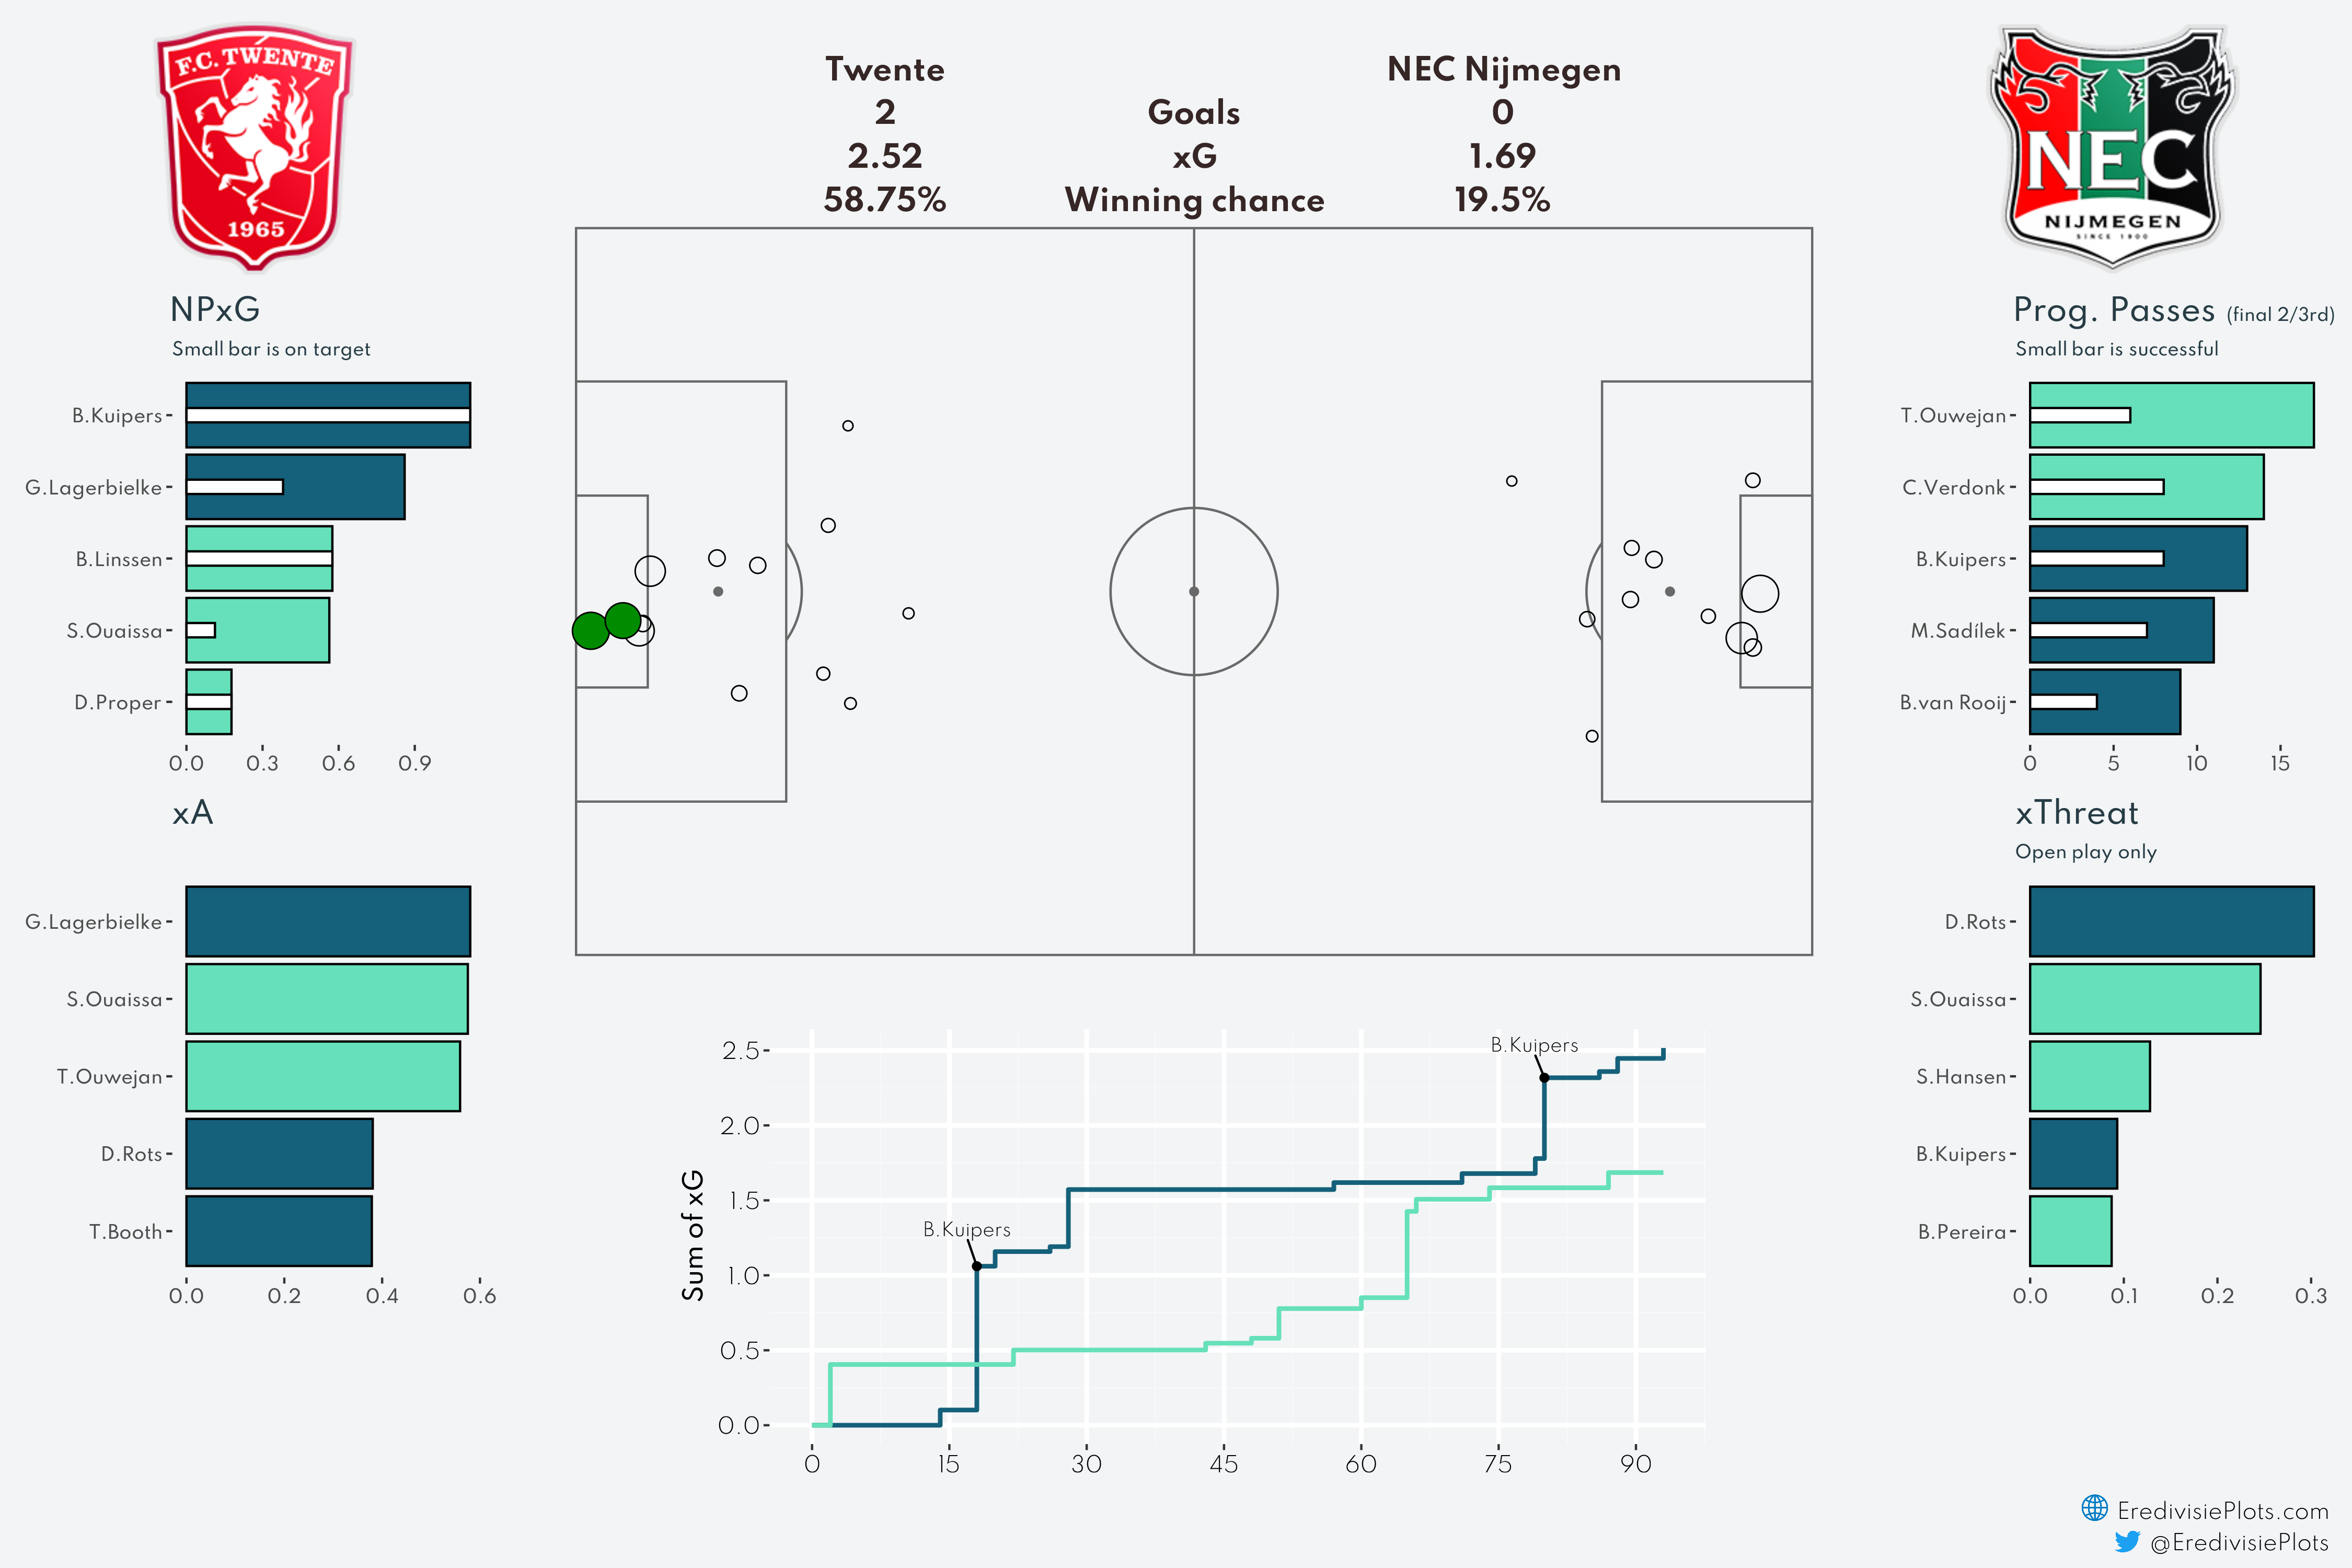 F.C. TWENTE
1965
Twente
NEC Nijmegen
2
Goals
0
2.52
xG
1.69
58.75%
Winning chance
19.5%
NEC
NIJMEGEN
SINCE 1900
NPxG
Small bar is on target
B.Kuipers
G.Lagerbielke
B.Linssen
S.Ouaissa
D.Proper
0.0 0.3 0.6 0.9
xA
G.Lagerbielke
S.Ouaissa
T.Ouwejan
D.Rots
T.Booth
0.0 0.2 0.4 0.6
Sum of xG
2.5
2.0
1.5
1.0
0.5
0.0
B.Kuipers
B.Kuipers
0 15 30 45 60 75 90
Prog. Passes (final 2/3rd)
Small bar is successful
T.Ouwejan
C.Verdonk
B.Kuipers
M.Sadílek
B.van Rooij
0 5 10 15
xThreat
Open play only
D.Rots
S.Ouaissa
S.Hansen
B.Kuipers
B.Pereira
0.0 0.1 0.2 0.3
EredivisiePlots.com
@EredivisiePlots